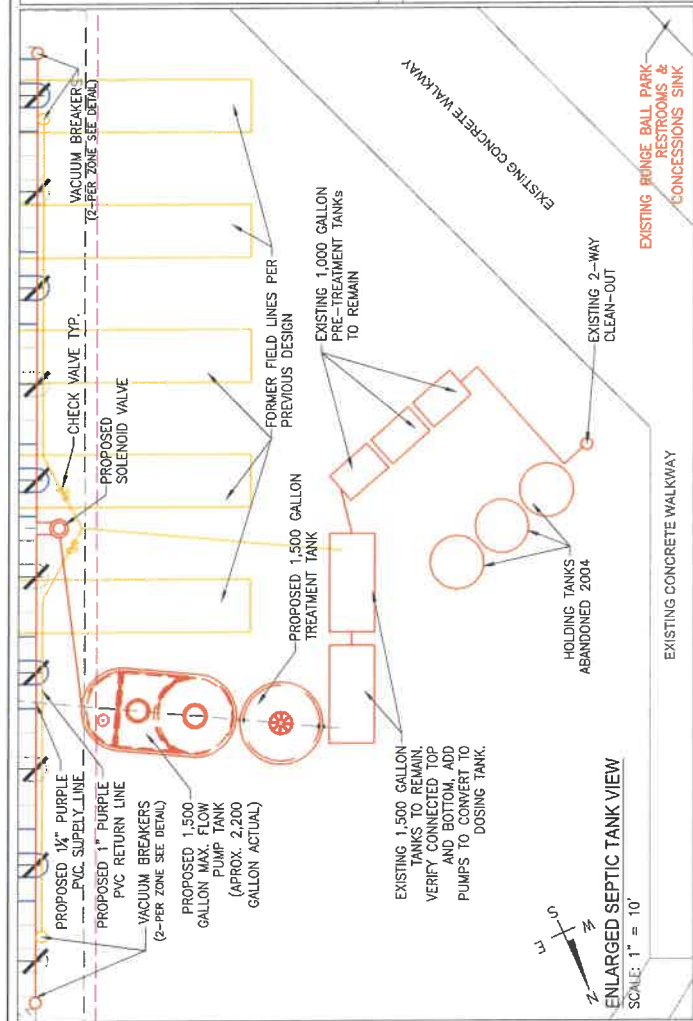 VACUUM BREAKERS
(2-PER ZONE SEE DETAIL)
CHECK VALVE TYP.
PROPOSED
SOLENOID VALVE
FORMER FIELD LINES PER
PREVIOUS DESIGN
EXISTING CONCRETE WALKWAY
EXISTING RUNGE BALL PARK
RESTROOMS &
CONCESSIONS SINK
EXISTING 1,000 GALLON
PRE-TREATMENT TANKs
TO REMAIN
EXISTING 2-WAY
CLEAN-OUT
PROPOSED 1,500 GALLON
TREATMENT TANK
HOLDING TANKS
ABANDONED 2004
EXISTING CONCRETE WALKWAY
PROPOSED 1¼" PURPLE
PVC SUPPLY LINE
PROPOSED 1" PURPLE
PVC RETURN LINE
VACUUM BREAKERS
(2-PER ZONE SEE DETAIL)
PROPOSED 1,500
GALLON MAX. FLOW
PUMP TANK
(APROX. 2,200
GALLON ACTUAL)
EXISTING 1,500 GALLON
TANKS TO REMAIN.
VERIFY CONNECTED TOP
AND BOTTOM, ADD
PUMPS TO CONVERT TO
DOSING TANK.
S
E
W
N
ENLARGED SEPTIC TANK VIEW
SCALE: 1" = 10'